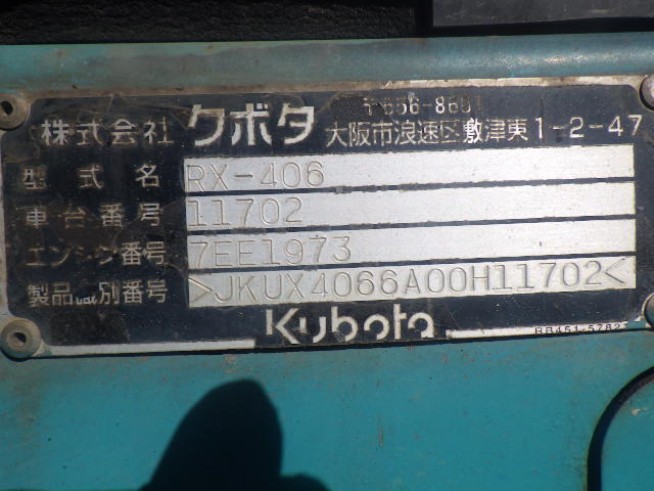 〒556-8601
株式会社 クボタ 大阪市浪速区敷津東1-2-47
型式名 RX-406
車台番号 11702
エンジン番号 7EE1973
製品識別番号 >JKUX4066A00H11702<
Kubota
RB451-5782